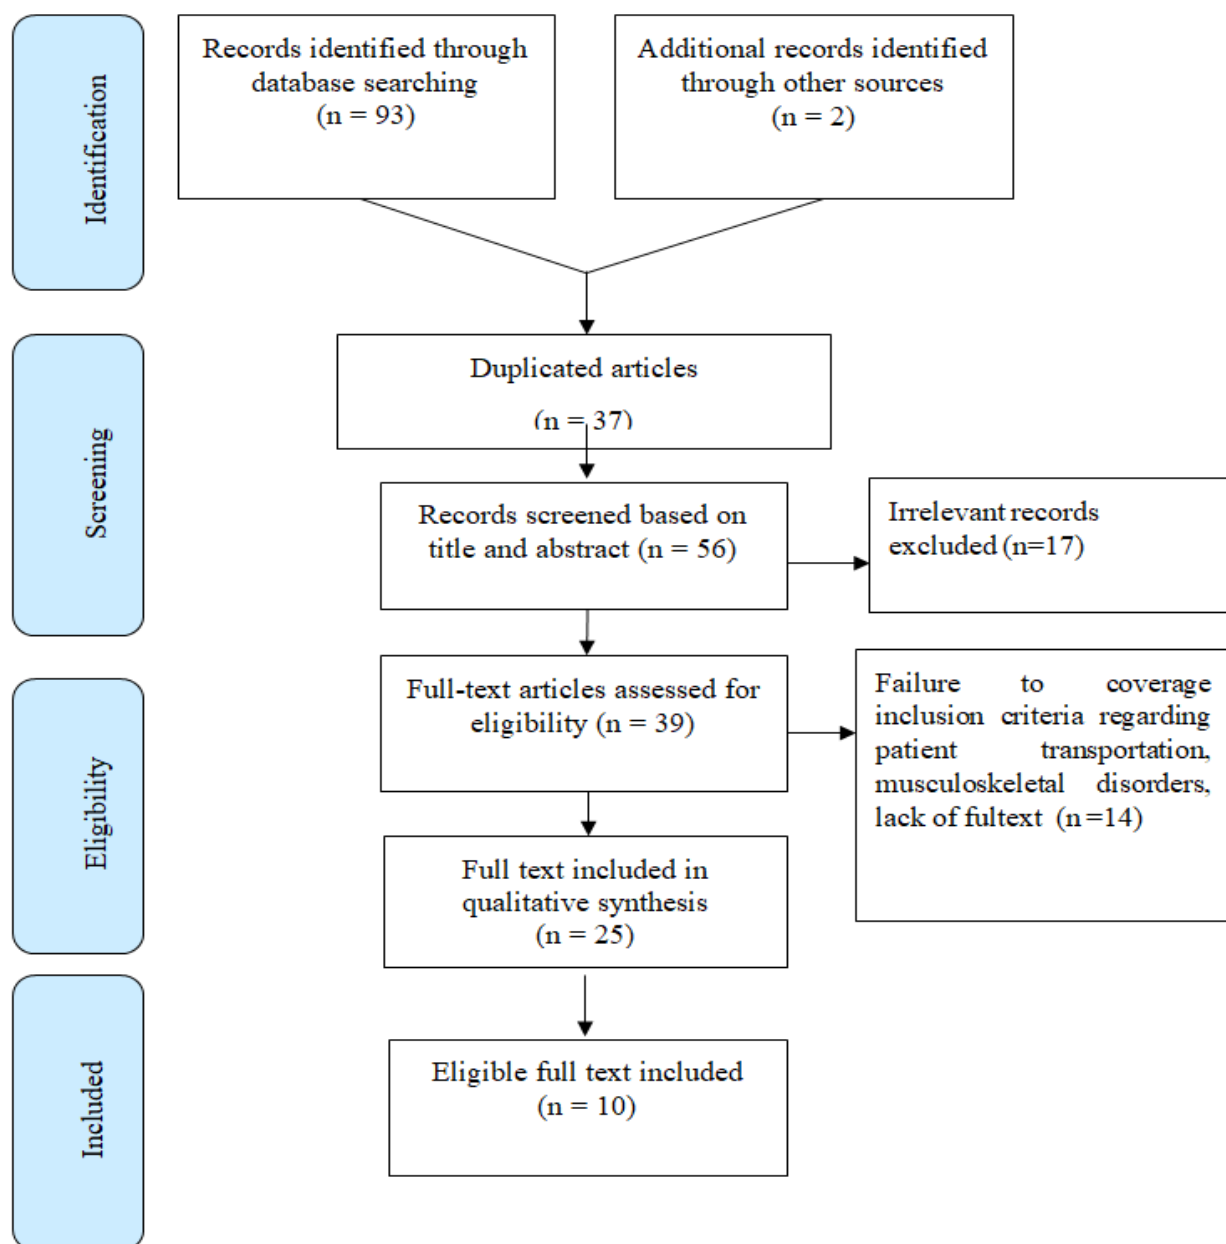 Identification
Records identified through
database searching
(n = 93)
Additional records identified
through other sources
(n = 2)
Screening
Duplicated articles
(n = 37)
Records screened based on
title and abstract (n = 56)
Irrelevant records
excluded (n=17)
Eligibility
Full-text articles assessed for
eligibility (n = 39)
Failure to coverage
inclusion criteria regarding
patient transportation,
musculoskeletal disorders,
lack of fultext (n =14)
Full text included in
qualitative synthesis
(n = 25)
Included
Eligible full text included
(n = 10)